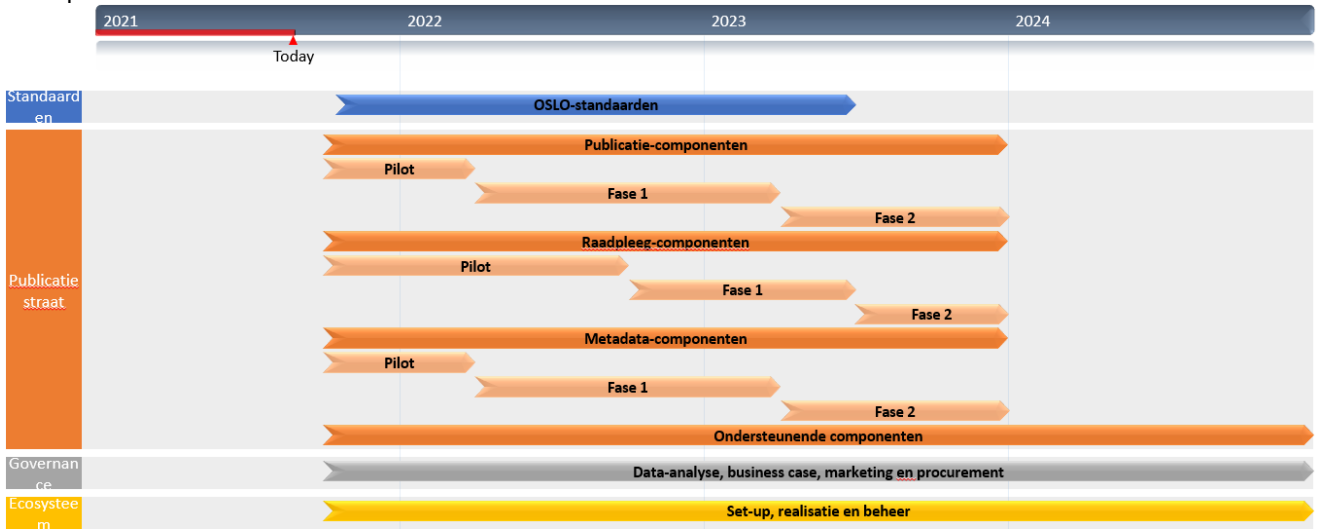 2021 2022 2023 2024
Today
Standaard
en
OSLO-standaarden
Publicatie
straat
Publicatie-componenten
Pilot
Fase 1
Fase 2
Raadpleeg-componenten
Pilot
Fase 1
Fase 2
Metadata-componenten
Pilot
Fase 1
Fase 2
Ondersteunende componenten
Governan
ce
Data-analyse, business case, marketing en procurement
Ecosystee
m
Set-up, realisatie en beheer